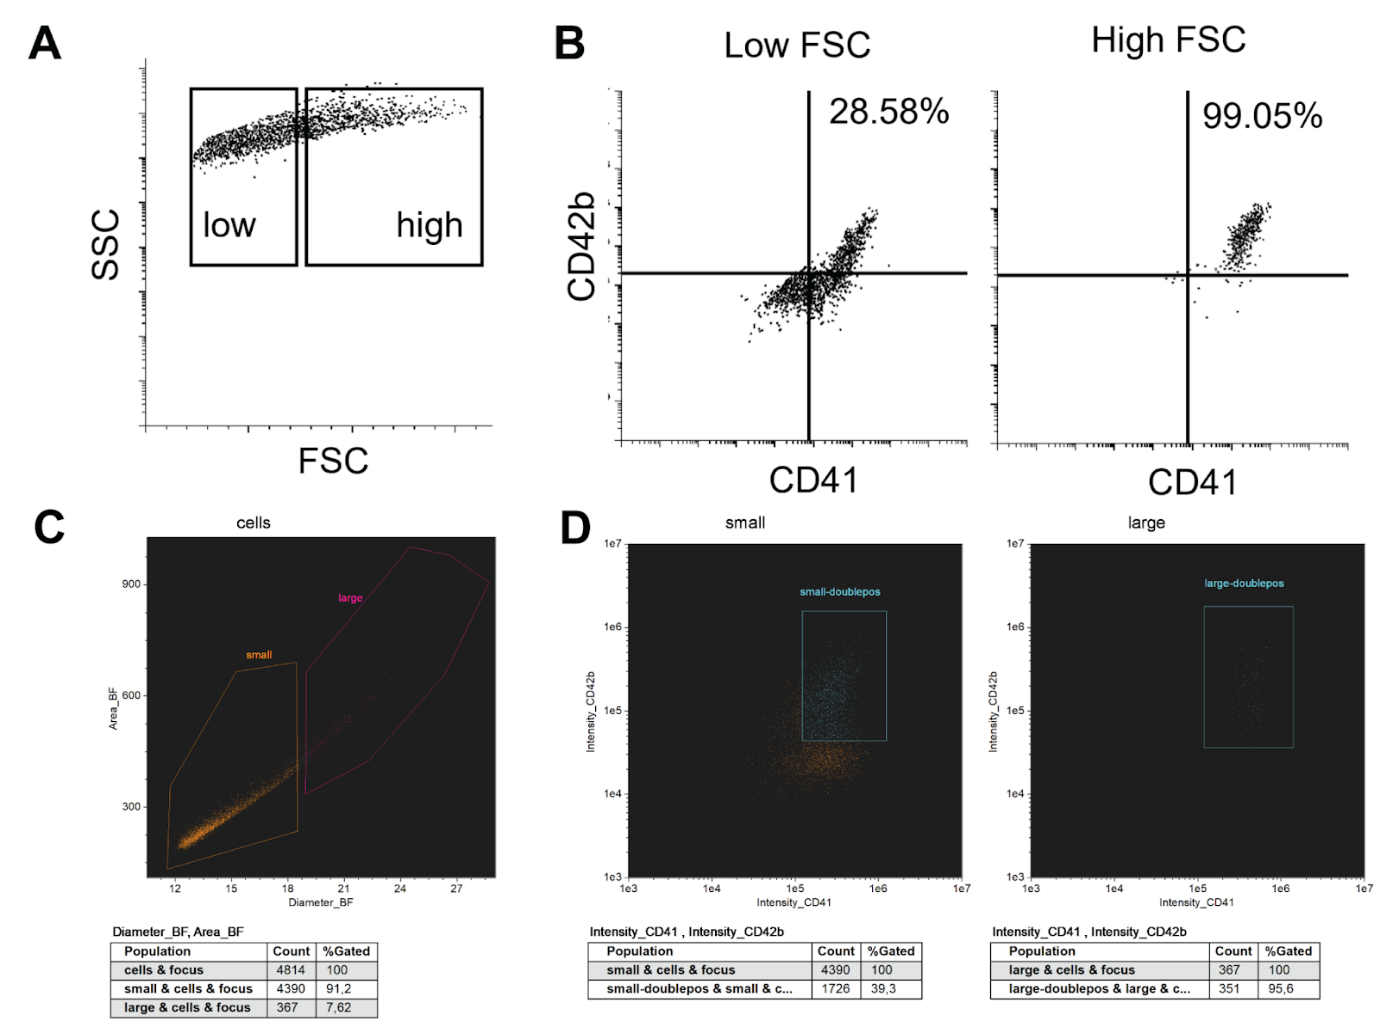 A
SSC
low
high
FSC
B
Low FSC
High FSC
28.58%
99.05%
CD42b
CD41
CD41
C
cells
900
600
300
Area_BF
large
small
12 15 18 21 24 27
Diameter_BF
Diameter_BF, Area_BF
Population Count %Gated
cells & focus 4814 100
small & cells & focus 4390 91,2
large & cells & focus 367 7,62
D
small
1e7
1e6
1e5
1e4
1e3
Intensity_CD42b
small-doublepos
1e3 1e4 1e5 1e6 1e7
Intensity_CD41
Intensity_CD41 , Intensity_CD42b
Population Count %Gated
small & cells & focus 4390 100
small-doublepos & small & c... 1726 39,3
large
1e7
1e6
1e5
1e4
1e3
Intensity_CD42b
large-doublepos
1e3 1e4 1e5 1e6 1e7
Intensity_CD41
Intensity_CD41 , Intensity_CD42b
Population Count %Gated
large & cells & focus 367 100
large-doublepos & large & c... 351 95,6